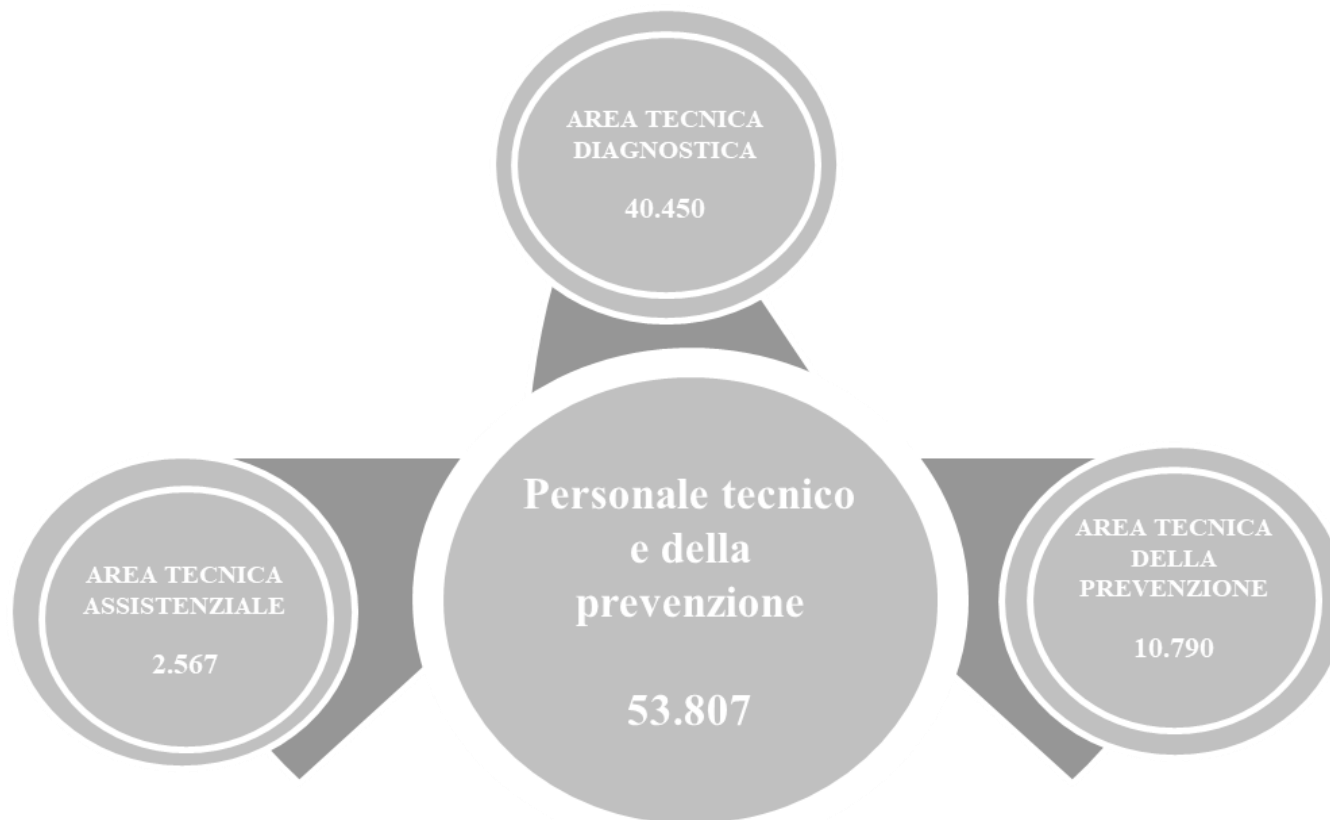 AREA TECNICA
DIAGNOSTICA
40.450
Personale tecnico
e della
prevenzione
53.807
AREA TECNICA
ASSISTENZIALE
2.567
AREA TECNICA
DELLA
PREVENZIONE
10.790